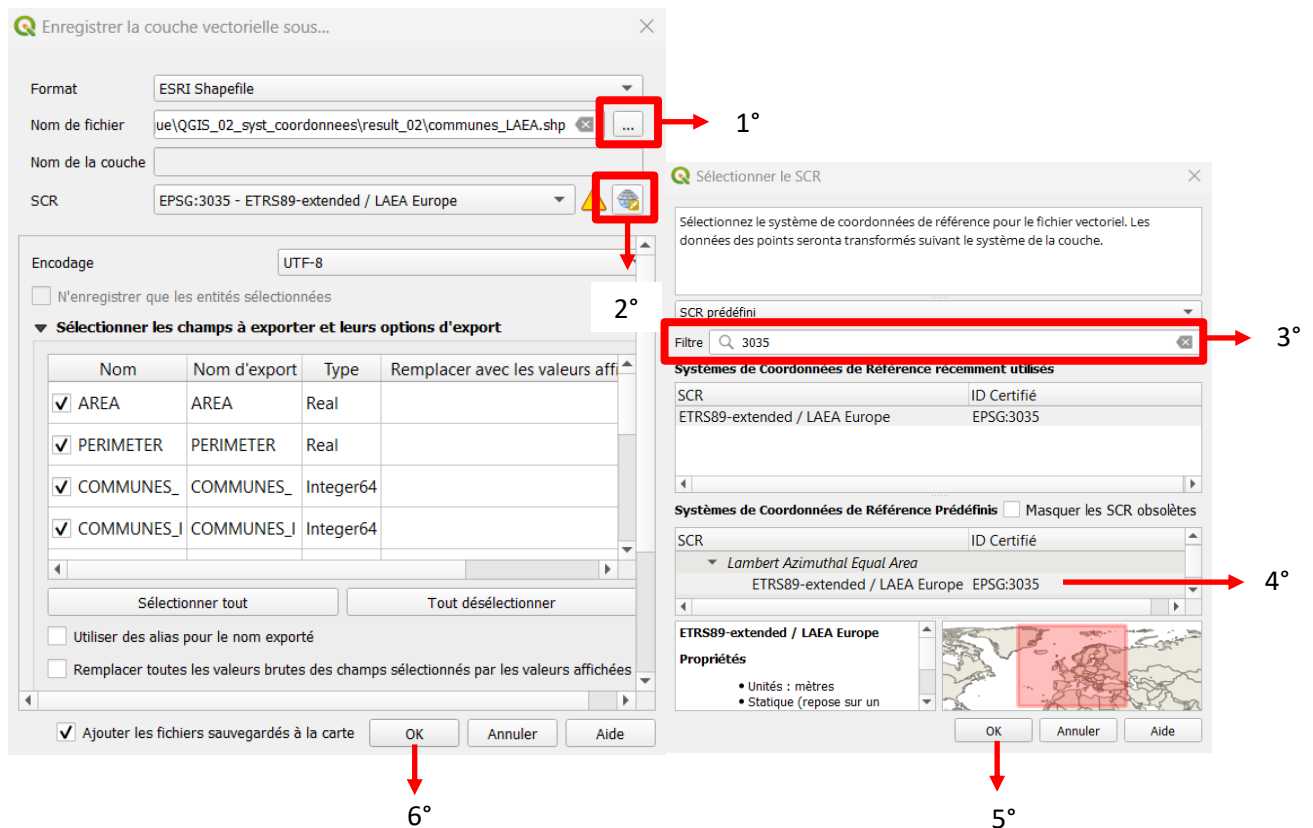 Enregistrer la couche vectorielle sous...
Format ESRI Shapefile
Nom de fichier ue\QGIS_02_syst_coordonnees\result_02\communes_LAEA.shp ...
1°
Nom de la couche
SCR EPSG:3035 - ETRS89-extended / LAEA Europe
Encodage UTF-8
N'enregistrer que les entités sélectionnées
2°
Sélectionner les champs à exporter et leurs options d'export
Nom Nom d'export Type Remplacer avec les valeurs affi
AREA AREA Real
PERIMETER PERIMETER Real
COMMUNES_ COMMUNES_ Integer64
COMMUNES_I COMMUNES_I Integer64
Sélectionner tout Tout désélectionner
Utiliser des alias pour le nom exporté
Remplacer toutes les valeurs brutes des champs sélectionnés par les valeurs affichées
Ajouter les fichiers sauvegardés à la carte OK Annuler Aide
6°
Sélectionner le SCR
Sélectionnez le système de coordonnées de référence pour le fichier vectoriel. Les
données des points seronta transformés suivant le système de la couche.
SCR prédéfini
Filtre 3035
3°
Systèmes de Coordonnées de Référence récemment utilisés
SCR ID Certifié
ETRS89-extended / LAEA Europe EPSG:3035
Systèmes de Coordonnées de Référence Prédéfinis Masquer les SCR obsolètes
SCR ID Certifié
Lambert Azimuthal Equal Area
ETRS89-extended / LAEA Europe EPSG:3035
4°
ETRS89-extended / LAEA Europe
Propriétés
• Unités : mètres
• Statique (repose sur un
OK Annuler Aide
5°